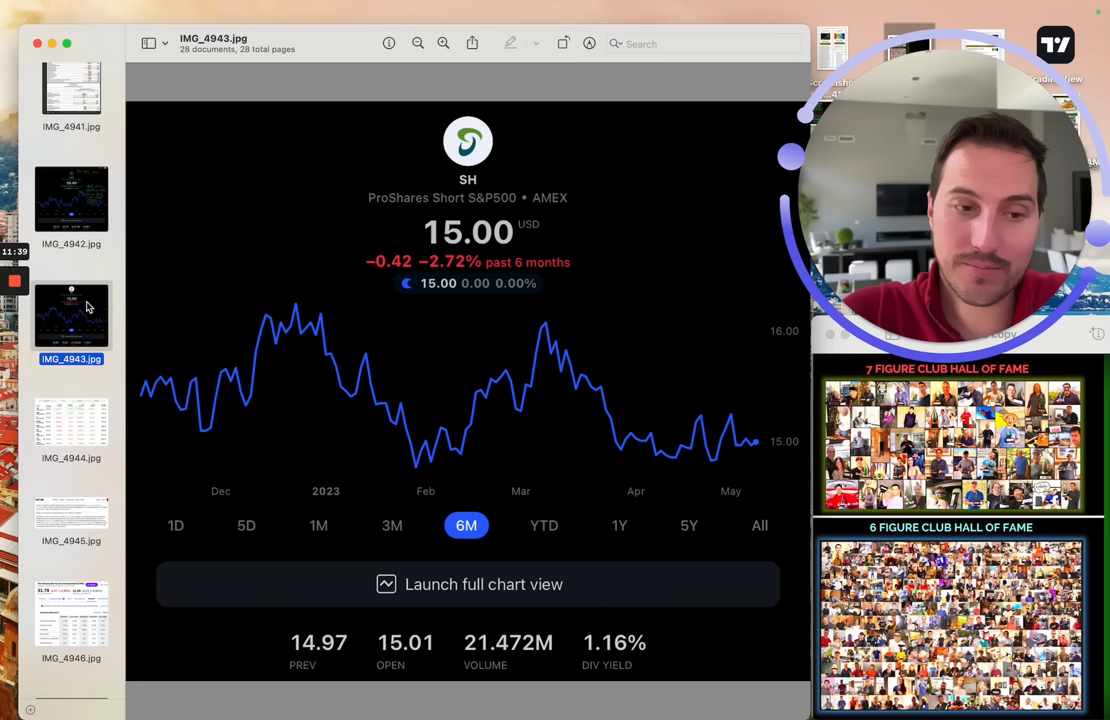 IMG_4943.jpg
28 documents, 28 total pages
Search
IMG_4941.jpg
IMG_4942.jpg
11:39
IMG_4943.jpg
IMG_4944.jpg
IMG_4945.jpg
IMG_4946.jpg
SH
ProShares Short S&P500 • AMEX
15.00 USD
−0.42 −2.72% past 6 months
15.00 0.00 0.00%
16.00
15.00
Dec 2023 Feb Mar Apr May
1D 5D 1M 3M 6M YTD 1Y 5Y All
Launch full chart view
14.97 15.01 21.472M 1.16%
PREV OPEN VOLUME DIV YIELD
copy
7 FIGURE CLUB HALL OF FAME
6 FIGURE CLUB HALL OF FAME